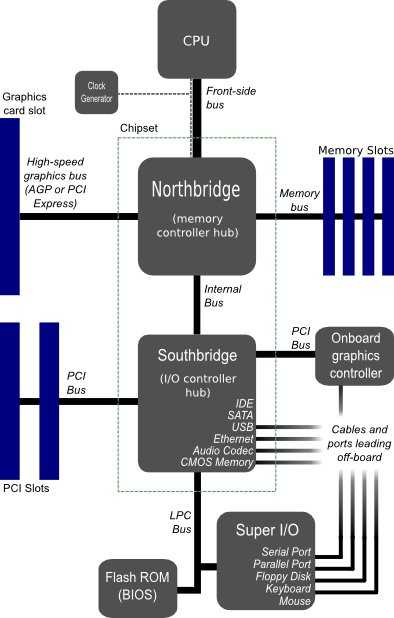 CPU
Clock
Generator
Front-side
bus
Graphics
card slot
Chipset
High-speed
graphics bus
(AGP or PCI
Express)
Northbridge
(memory
controller hub)
Memory
bus
Memory Slots
Internal
Bus
PCI
Bus
Southbridge
(I/O controller
hub)
IDE
SATA
USB
Ethernet
Audio Codec
CMOS Memory
PCI
Bus
Onboard
graphics
controller
Cables and
ports leading
off-board
PCI Slots
LPC
Bus
Super I/O
Serial Port
Parallel Port
Floppy Disk
Keyboard
Mouse
Flash ROM
(BIOS)